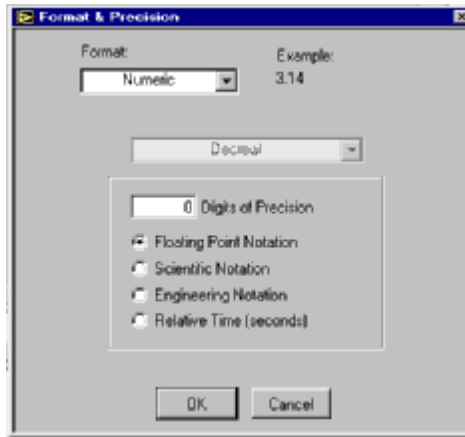 Format & Precision
Format:
Example:
Numeric
3.14
Decimal
0 Digits of Precision
Floating Point Notation
Scientific Notation
Engineering Notation
Relative Time (seconds)
OK
Cancel